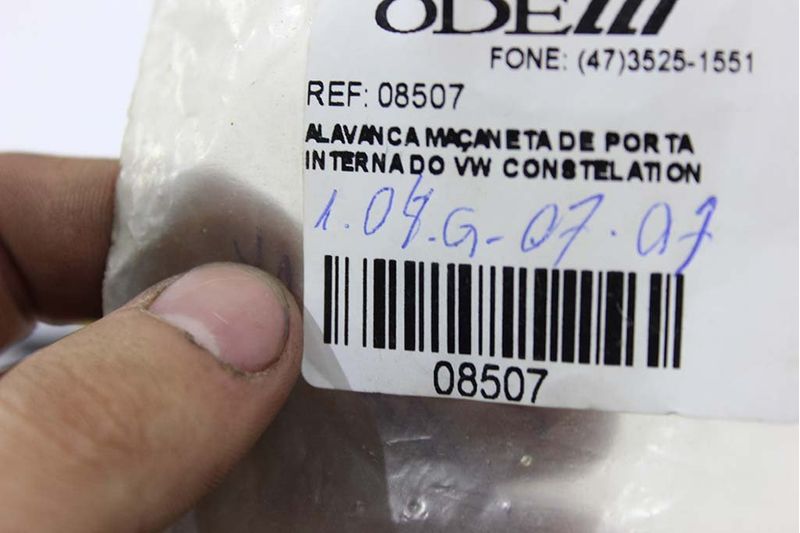 ODEM
FONE: (47)3525-1551
REF: 08507
ALAVANCA MAÇANETA DE PORTA
INTERNA DO VW CONSTELATION
1.04.G-07.07
08507